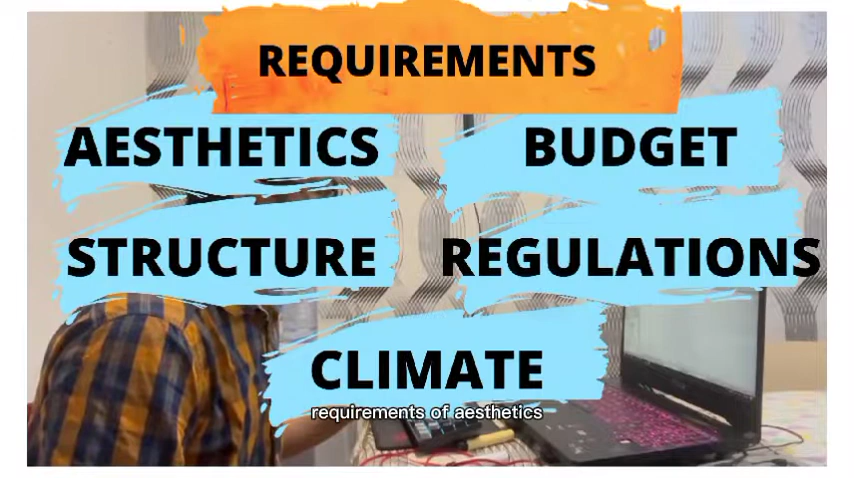 REQUIREMENTS
AESTHETICS
BUDGET
STRUCTURE
REGULATIONS
CLIMATE
requirements of aesthetics